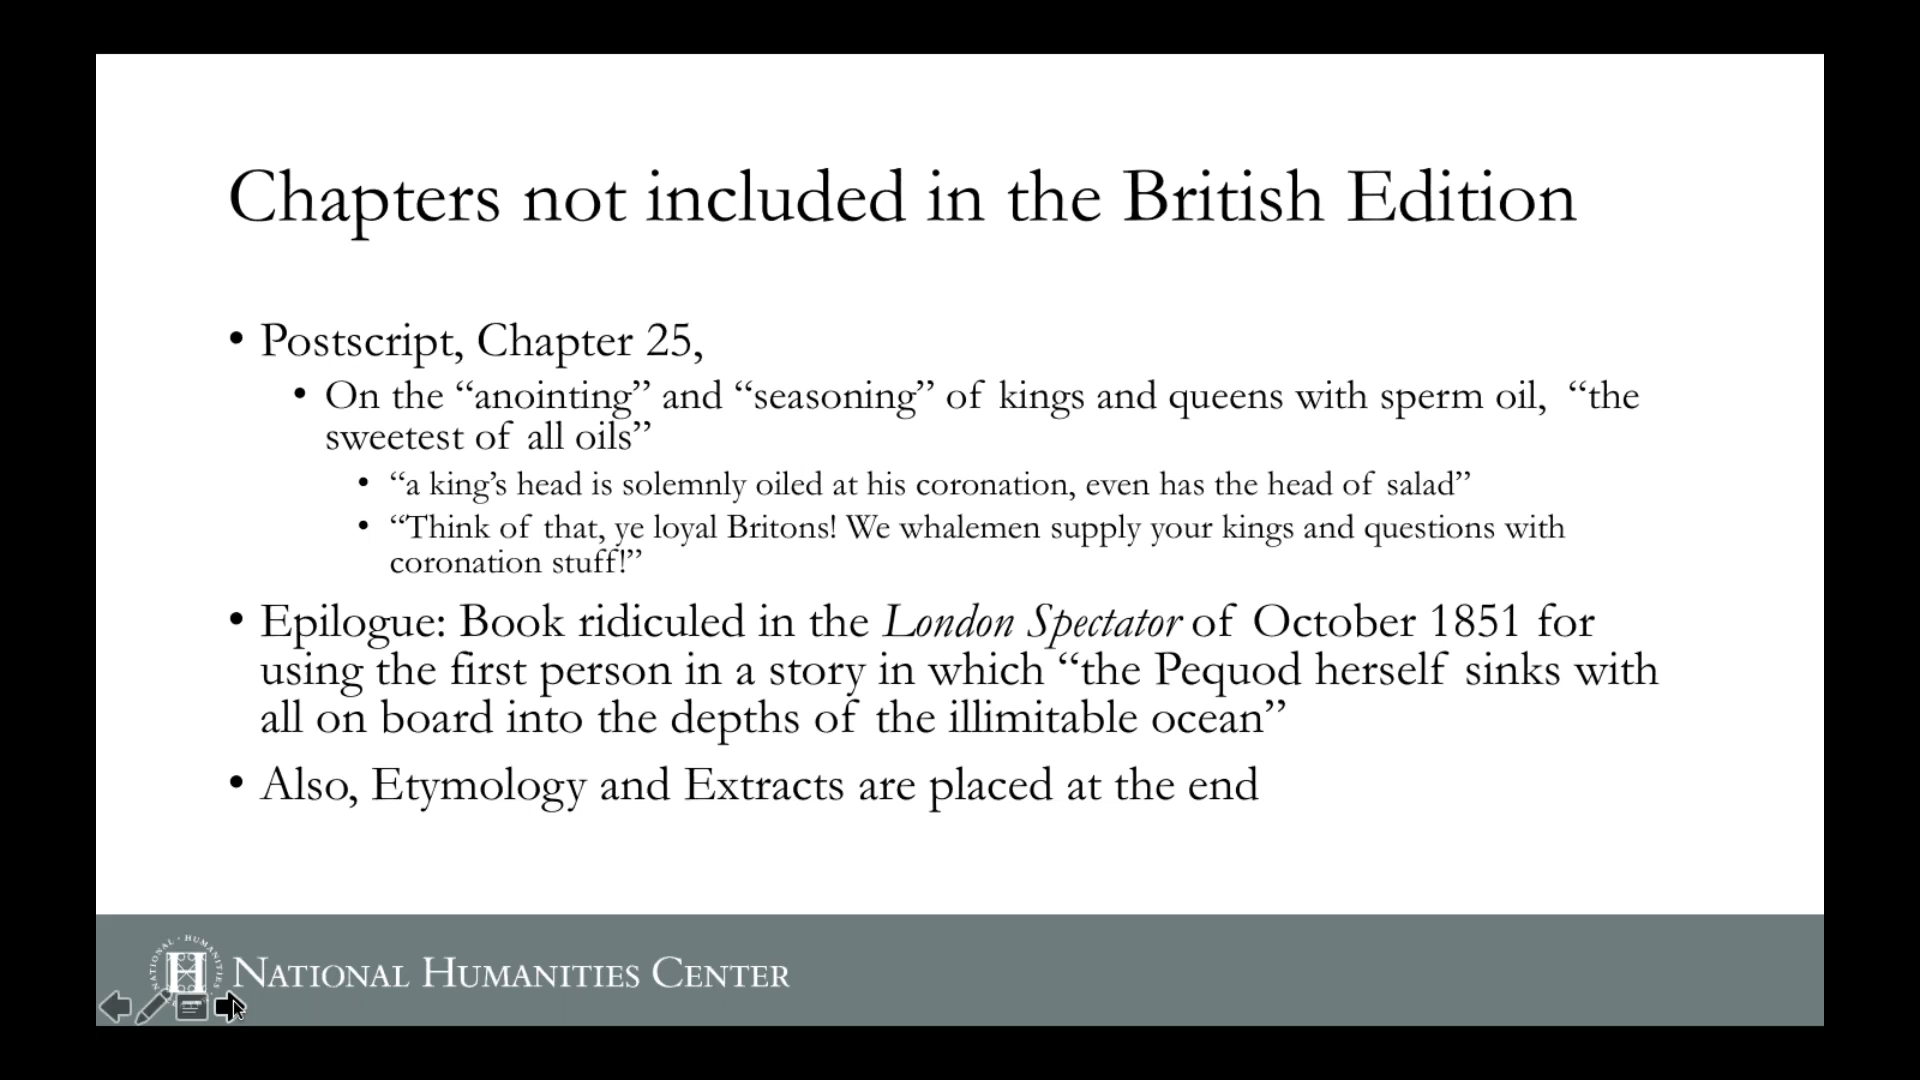 Chapters not included in the British Edition
• Postscript, Chapter 25,
• On the “anointing” and “seasoning” of kings and queens with sperm oil, “the
sweetest of all oils”
• “a king’s head is solemnly oiled at his coronation, even has the head of salad”
• “Think of that, ye loyal Britons! We whalemen supply your kings and questions with
coronation stuff!”
• Epilogue: Book ridiculed in the London Spectator of October 1851 for
using the first person in a story in which “the Pequod herself sinks with
all on board into the depths of the illimitable ocean”
• Also, Etymology and Extracts are placed at the end
NATIONAL · HUMANITIES
H
NATIONAL HUMANITIES CENTER